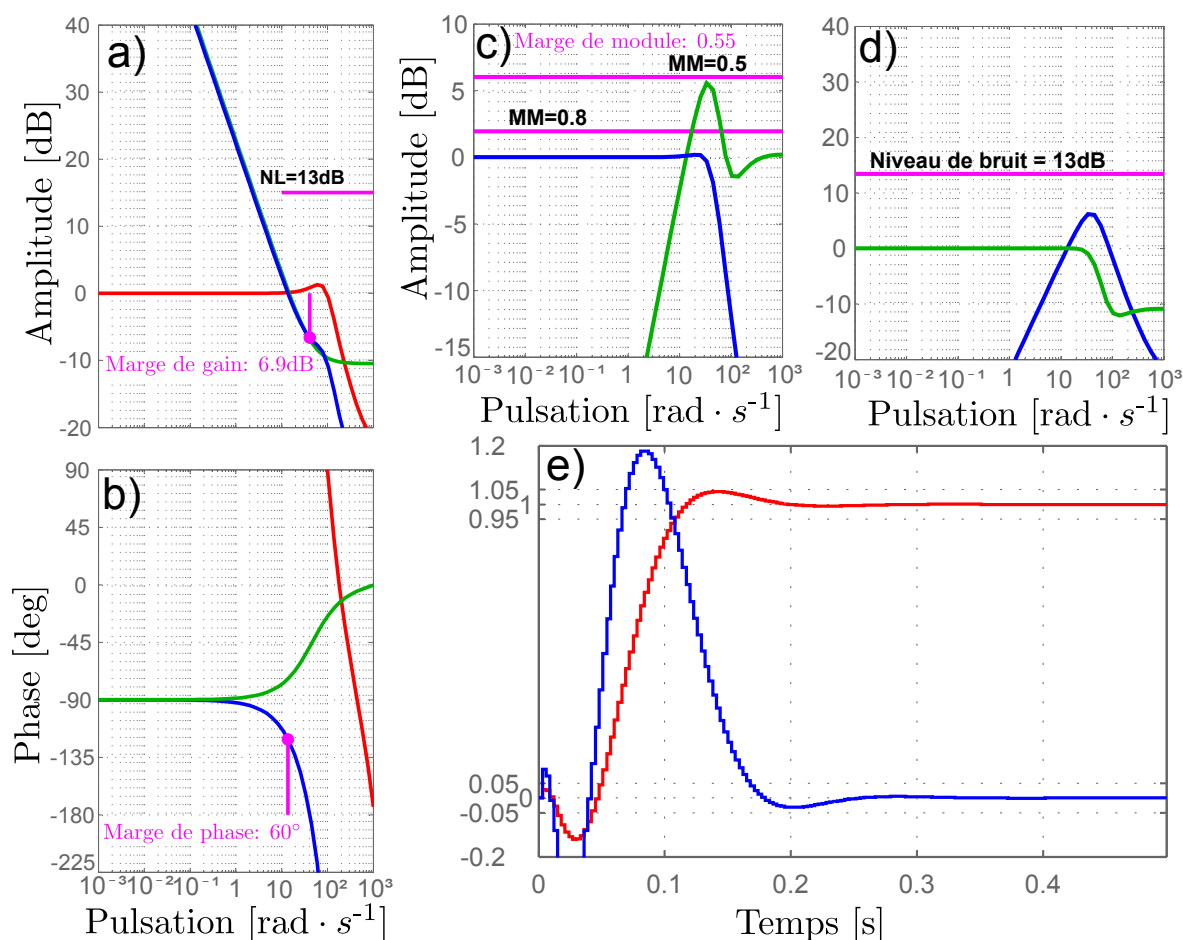 a)
Amplitude [dB]
40
30
20
10
0
-10
20
NL=13dB
Marge de gain: 6.9dB
b)
Phase [deg]
90
45
0
-45
-90
-135
-180
-225
Marge de phase: 60°
10⁻³ 10⁻² 10⁻¹ 1 10¹ 10² 10³
Pulsation [rad · s⁻¹]
c)
Amplitude [dB]
10
5
0
-5
-10
-15
Marge de module: 0.55
MM=0.5
MM=0.8
10⁻³ 10⁻² 10⁻¹ 1 10¹ 10² 10³
Pulsation [rad · s⁻¹]
d)
40
30
20
10
0
-10
-20
Niveau de bruit = 13dB
10⁻³ 10⁻² 10⁻¹ 1 10¹ 10² 10³
Pulsation [rad · s⁻¹]
e)
1.2
1.05
1
0.95
0.05
0
-0.05
-0.2
0 0.1 0.2 0.3 0.4
Temps [s]